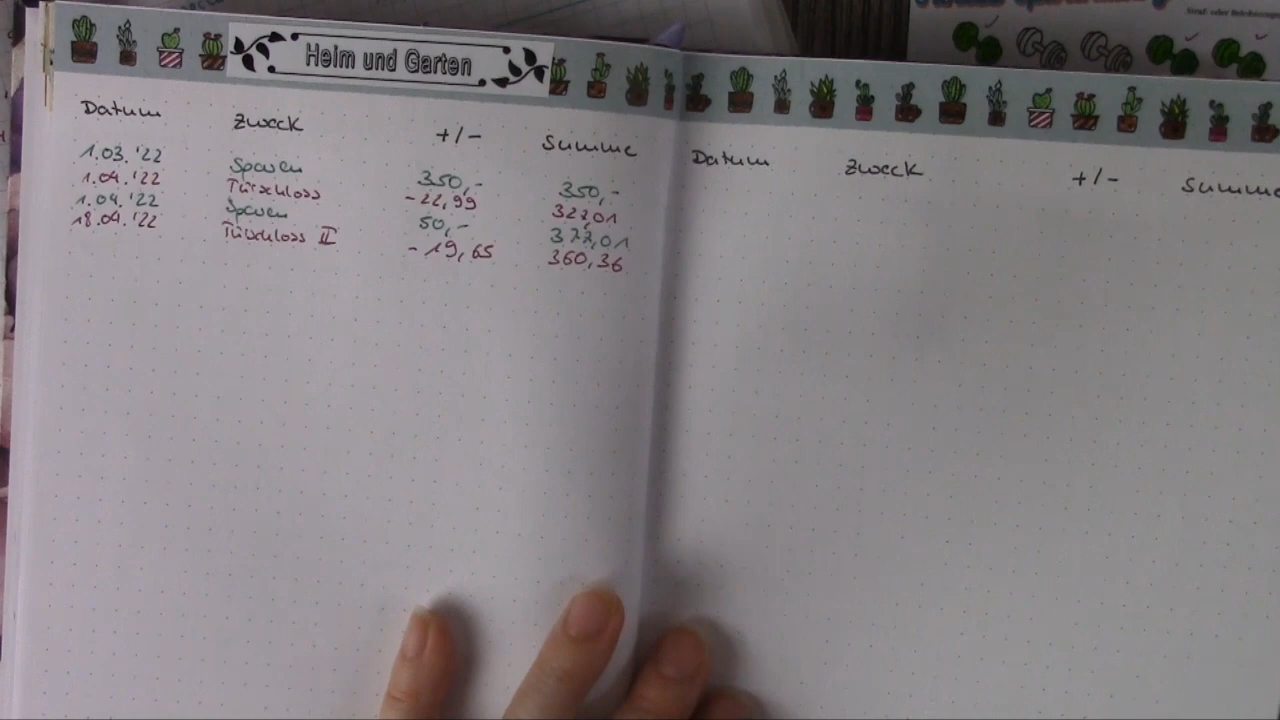 Heim und Garten
Datum Zweck +/- Summe
1.03.'22 Sparen 350,- 350,-
1.04.'22 Türschloss -22,99 327,01
1.04.'22 Sparen 50,- 377,01
18.04.'22 Türschloss II -19,65 360,36
Datum Zweck +/- Summe